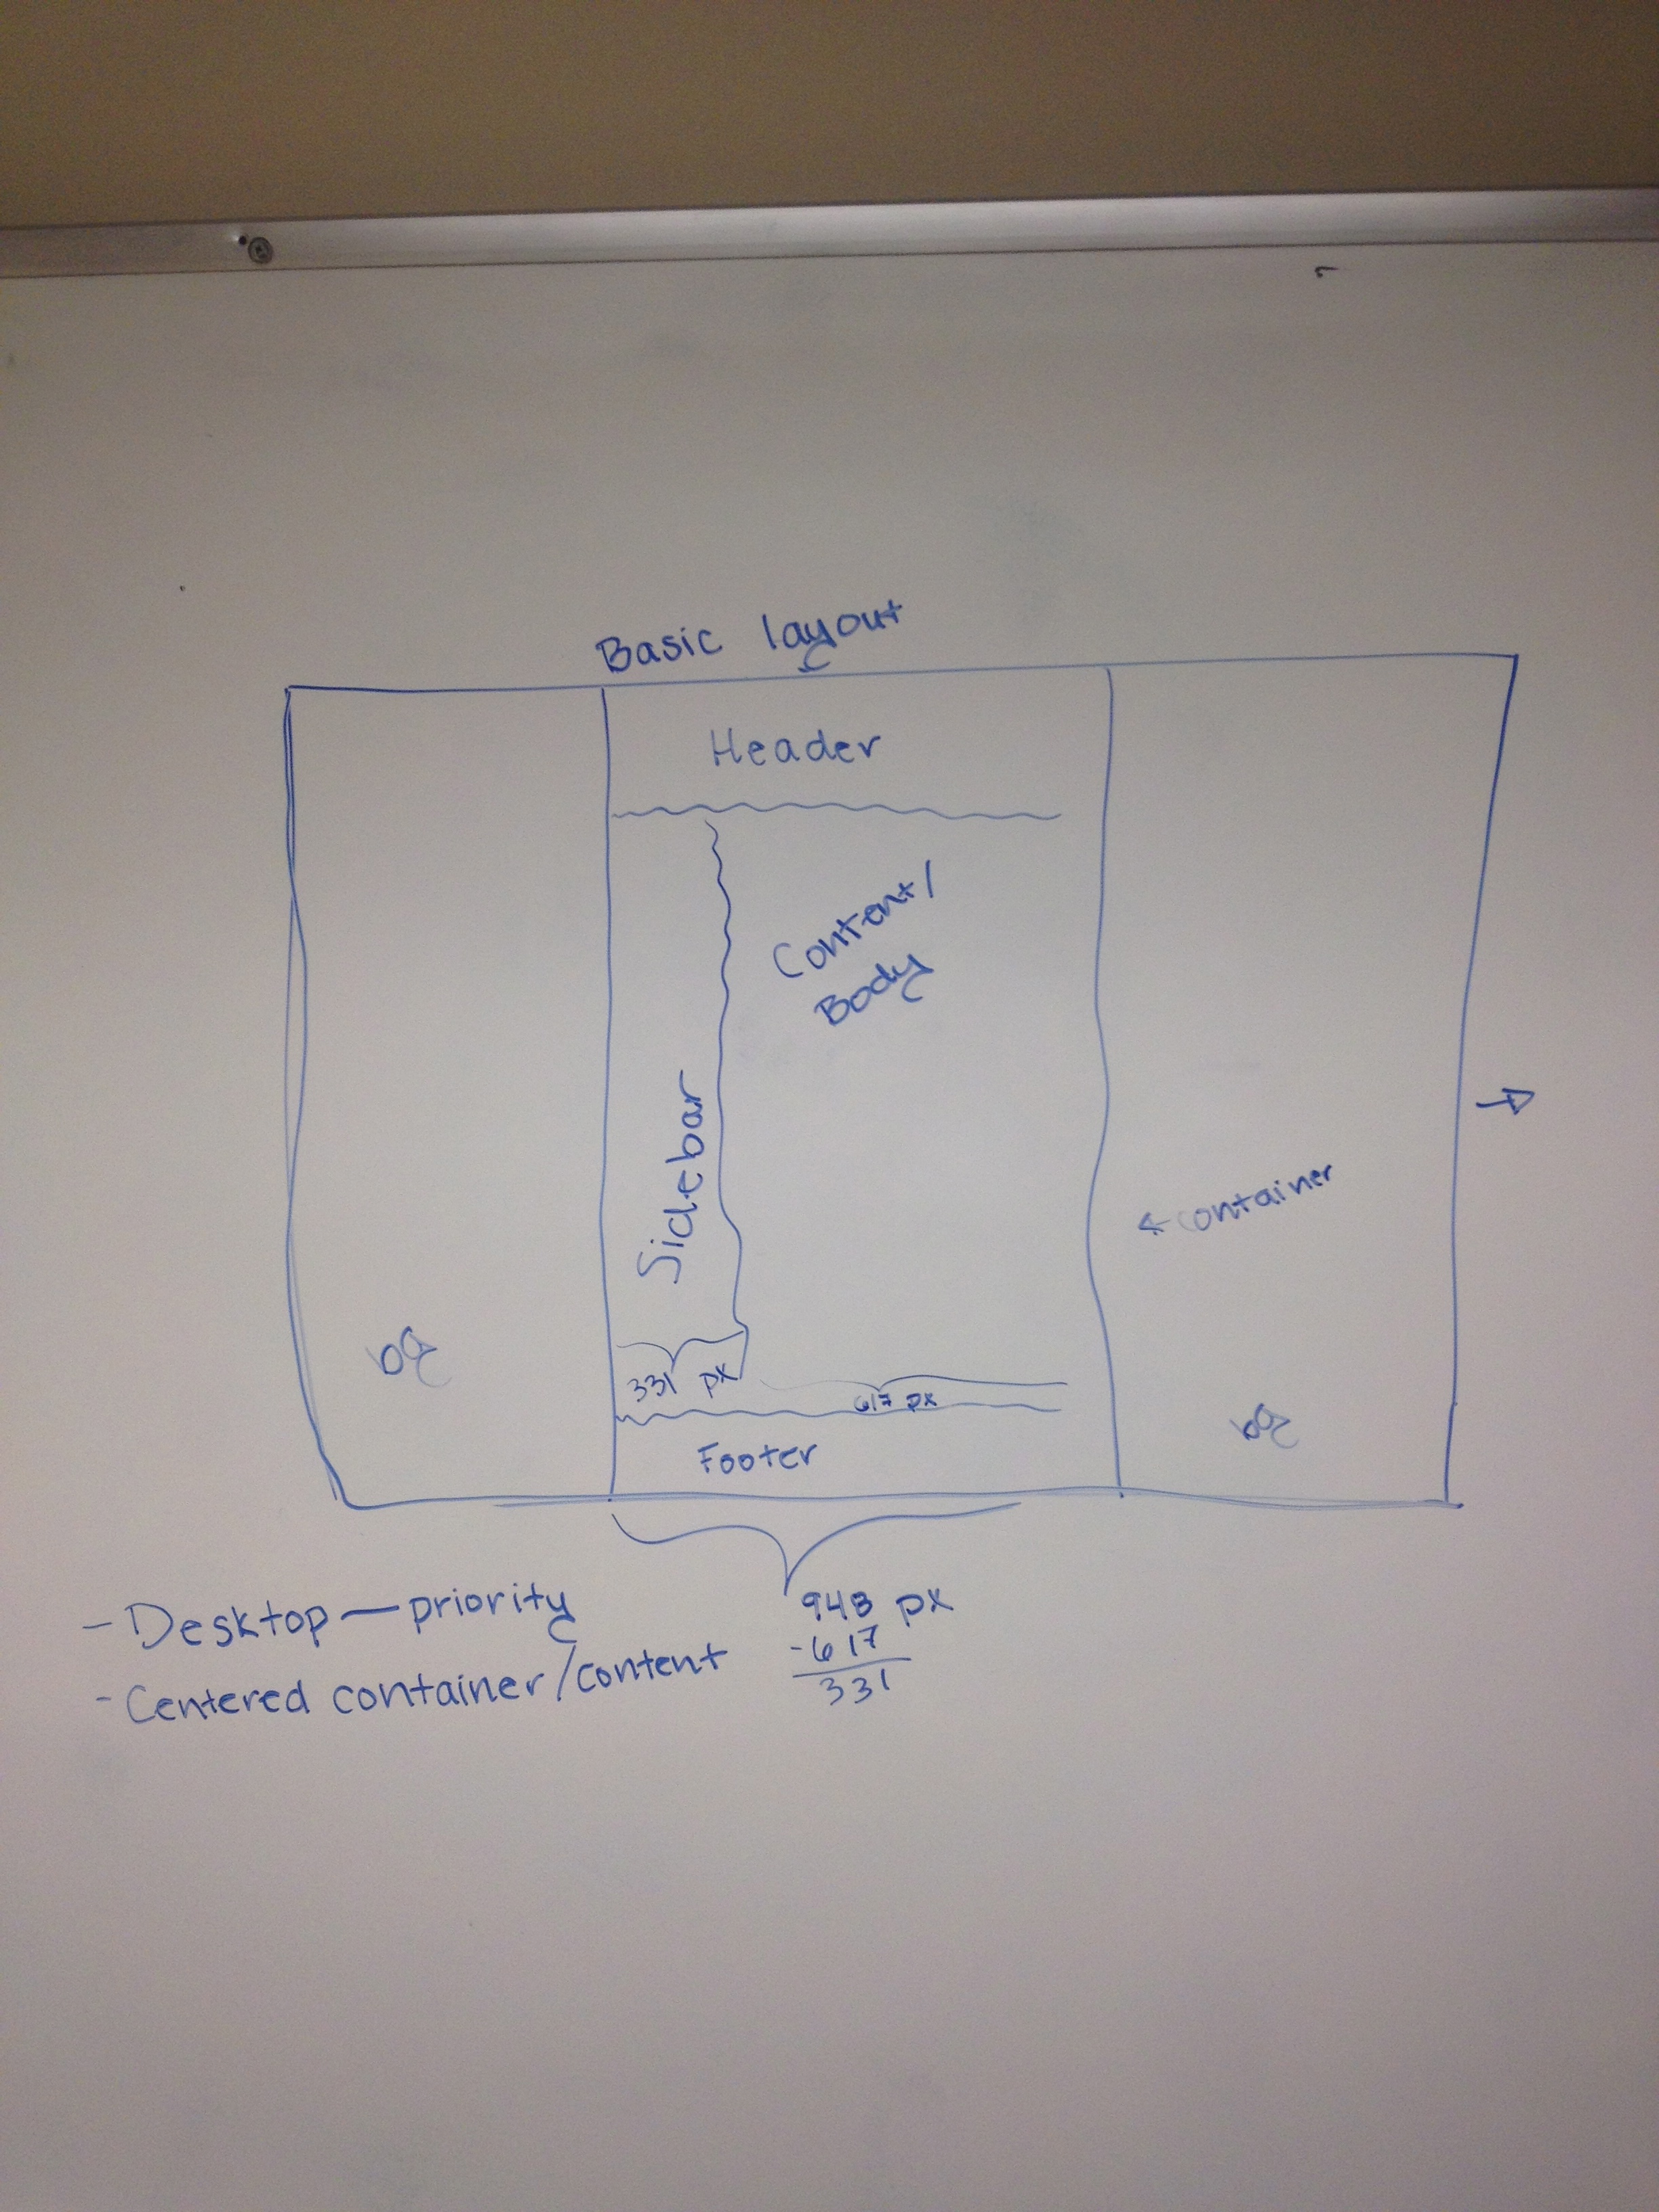 Basic layout
Header
Content/
Body
Sidebar
← container
bg
bg
331 px
617 px
Footer
- Desktop — priority
- Centered container/content
948 px
-617
331